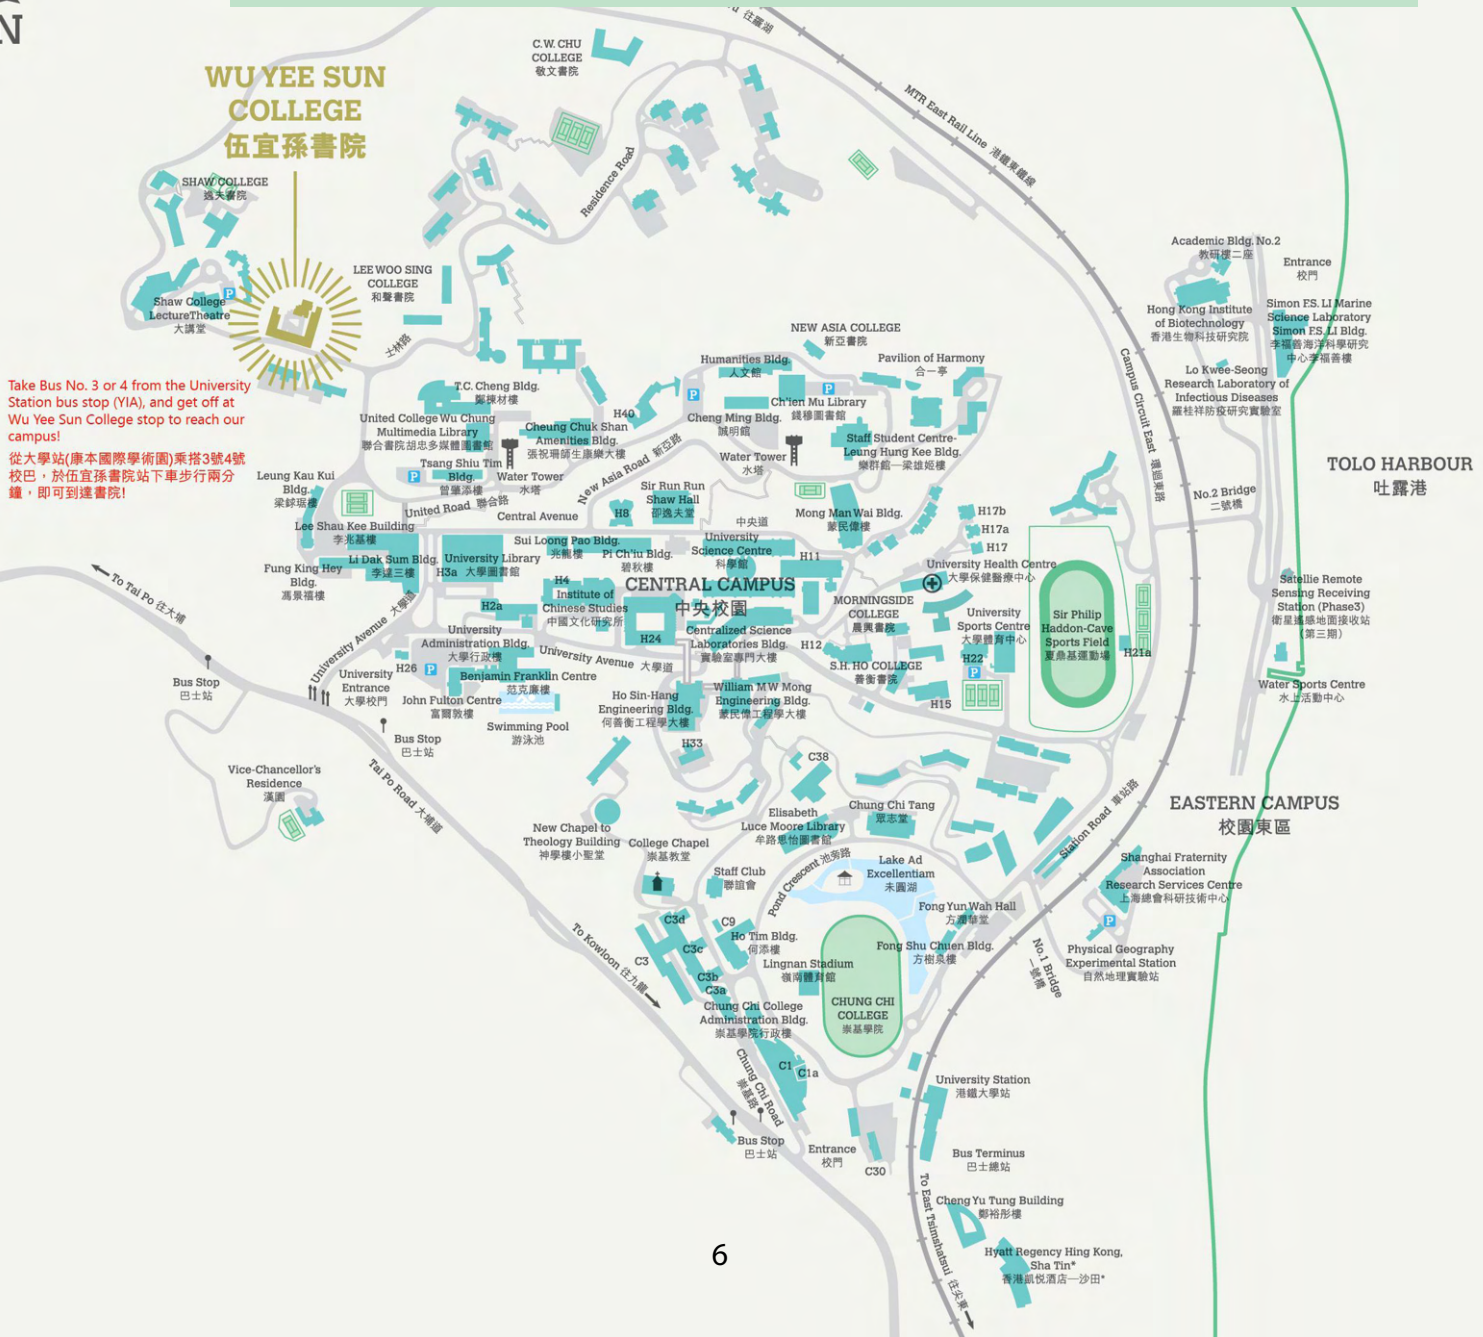 N
往羅湖
C.W. CHU
COLLEGE
敬文書院
WU YEE SUN
COLLEGE
伍宜孫書院
MTR East Rail Line 港鐵東鐵線
Residence Road
SHAW COLLEGE
逸夫書院
Academic Bldg. No.2
教研樓二座
Entrance
校門
LEE WOO SING
COLLEGE
和聲書院
Shaw College
LectureTheatre
大講堂
P
Hong Kong Institute
of Biotechnology
香港生物科技研究院
Simon F.S. LI Marine
Science Laboratory
Simon F.S. LI Bldg.
李福善海洋科學研究
中心李福善樓
士林路
NEW ASIA COLLEGE
新亞書院
Humanities Bldg.
人文館
Pavilion of Harmony
合一亭
Campus Circuit East 環迴東路
Lo Kwee-Seong
Research Laboratory of
Infectious Diseases
羅桂祥防疫研究實驗室
Take Bus No. 3 or 4 from the University
Station bus stop (YIA), and get off at
Wu Yee Sun College stop to reach our
campus!
從大學站(康本國際學術園)乘搭3號4號
校巴，於伍宜孫書院站下車步行兩分
鐘，即可到達書院!
T.C. Cheng Bldg.
鄭棟材樓
P
P
Ch'ien Mu Library
錢穆圖書館
H40
Cheng Ming Bldg.
誠明館
United College Wu Chung
Multimedia Library
聯合書院胡忠多媒體圖書館
Cheung Chuk Shan
Amenities Bldg.
張祝珊師生康樂大樓
Staff Student Centre-
Leung Hung Kee Bldg.
樂群館—梁雄姬樓
New Asia Road 新亞路
Water Tower
水塔
TOLO HARBOUR
吐露港
Tsang Shiu Tim
Bldg.
曾肇添樓
P
Water Tower
水塔
Leung Kau Kui
Bldg.
梁銶琚樓
Sir Run Run
Shaw Hall
邵逸夫堂
No.2 Bridge
二號橋
United Road 聯合路
Central Avenue
中央道
H8
Mong Man Wai Bldg.
蒙民偉樓
H17b
H17a
H17
Lee Shau Kee Building
李兆基樓
Sui Loong Pao Bldg.
兆龍樓
Pi Ch'iu Bldg.
碧秋樓
University
Science Centre
科學館
H11
Li Dak Sum Bldg.
李達三樓
University Library
大學圖書館
H3a
Fung King Hey
Bldg.
馮景禧樓
University Health Centre
大學保健醫療中心
H4
Institute of
Chinese Studies
中國文化研究所
CENTRAL CAMPUS
中央校園
MORNINGSIDE
COLLEGE
晨興書院
To Tai Po 往大埔
University Avenue 大學道
H2a
H24
Satellie Remote
Sensing Receiving
Station (Phase3)
衛星遙感地面接收站
(第三期)
University
Sports Centre
大學體育中心
Sir Philip
Haddon-Cave
Sports Field
夏鼎基運動場
H21a
H22
P
University
Administration Bldg.
大學行政樓
Centralized Science
Laboratories Bldg.
實驗室專門大樓
H12
S.H. HO COLLEGE
善衡書院
H15
University Avenue 大學道
H26
P
Benjamin Franklin Centre
范克廉樓
Bus Stop
巴士站
University
Entrance
大學校門
John Fulton Centre
富爾敦樓
Ho Sin-Hang
Engineering Bldg.
何善衡工程學大樓
William M W Mong
Engineering Bldg.
蒙民偉工程學大樓
Water Sports Centre
水上活動中心
Swimming Pool
游泳池
Bus Stop
巴士站
H33
C38
Vice-Chancellor's
Residence
漢園
Tai Po Road 大埔道
EASTERN CAMPUS
校園東區
Station Road 車站路
Elisabeth
Luce Moore Library
牟路思怡圖書館
Chung Chi Tang
眾志堂
New Chapel to
Theology Building
神學樓小聖堂
College Chapel
崇基教堂
Pond Crescent 池旁路
Lake Ad
Excellentiam
未圓湖
Shanghai Fraternity
Association
Research Services Centre
上海總會科研技術中心
P
Staff Club
聯誼會
Fong Yun Wah Hall
方潤華堂
C3d
C9
Ho Tim Bldg.
何添樓
Fong Shu Chuen Bldg.
方樹泉樓
No.1 Bridge
一號橋
Physical Geography
Experimental Station
自然地理實驗站
To Kowloon 往九龍
C3
C3c
C3b
C3a
Lingnan Stadium
嶺南體育館
CHUNG CHI
COLLEGE
崇基學院
Chung Chi College
Administration Bldg.
崇基學院行政樓
Chung Chi Road
崇基路
C1
C1a
University Station
港鐵大學站
Bus Stop
巴士站
Entrance
校門
C30
Bus Terminus
巴士總站
To East Tsimshatsui 往尖東
Cheng Yu Tung Building
鄭裕彤樓
Hyatt Regency Hing Kong,
Sha Tin*
香港凱悅酒店—沙田*
6